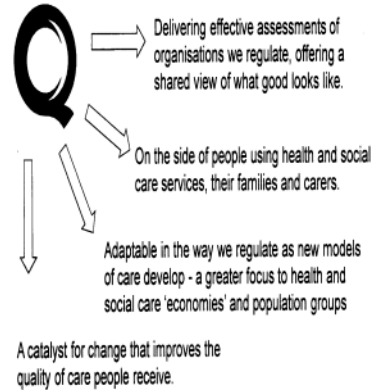 Q
Delivering effective assessments of
organisations we regulate, offering a
shared view of what good looks like.
On the side of people using health and social
care services, their families and carers.
Adaptable in the way we regulate as new models
of care develop - a greater focus to health and
social care 'economies' and population groups
A catalyst for change that improves the
quality of care people receive.